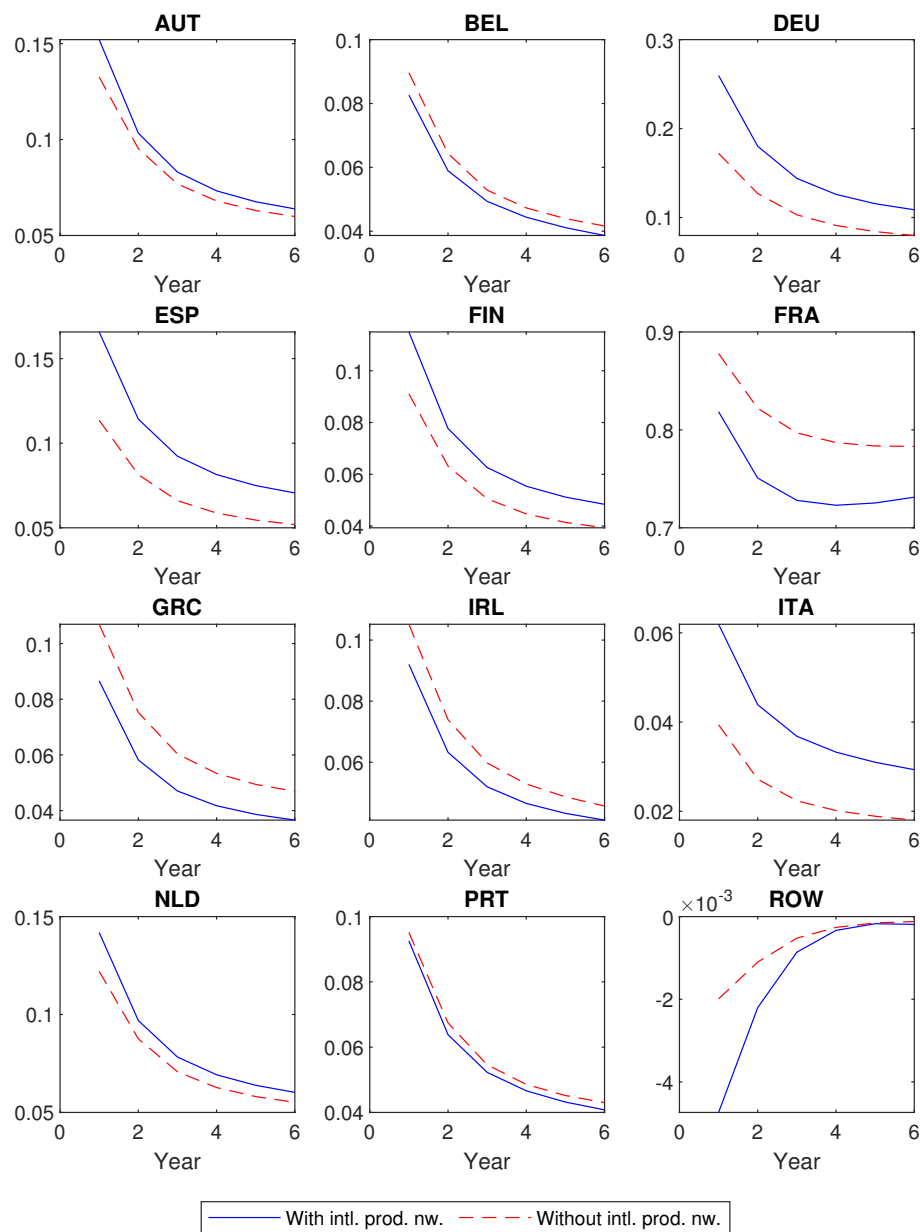 AUT
0.15
0.1
0.05
0 2 4 6
Year
BEL
0.1
0.08
0.06
0.04
0 2 4 6
Year
DEU
0.3
0.2
0.1
0 2 4 6
Year
ESP
0.15
0.1
0.05
0 2 4 6
Year
FIN
0.1
0.08
0.06
0.04
0 2 4 6
Year
FRA
0.9
0.8
0.7
0 2 4 6
Year
GRC
0.1
0.08
0.06
0.04
0 2 4 6
Year
IRL
0.1
0.08
0.06
0 2 4 6
Year
ITA
0.06
0.04
0.02
0 2 4 6
Year
NLD
0.15
0.1
0.05
0 2 4 6
Year
PRT
0.1
0.08
0.06
0.04
0 2 4 6
Year
ROW
×10⁻³
0
-2
-4
0 2 4 6
Year
With intl. prod. nw. Without intl. prod. nw.